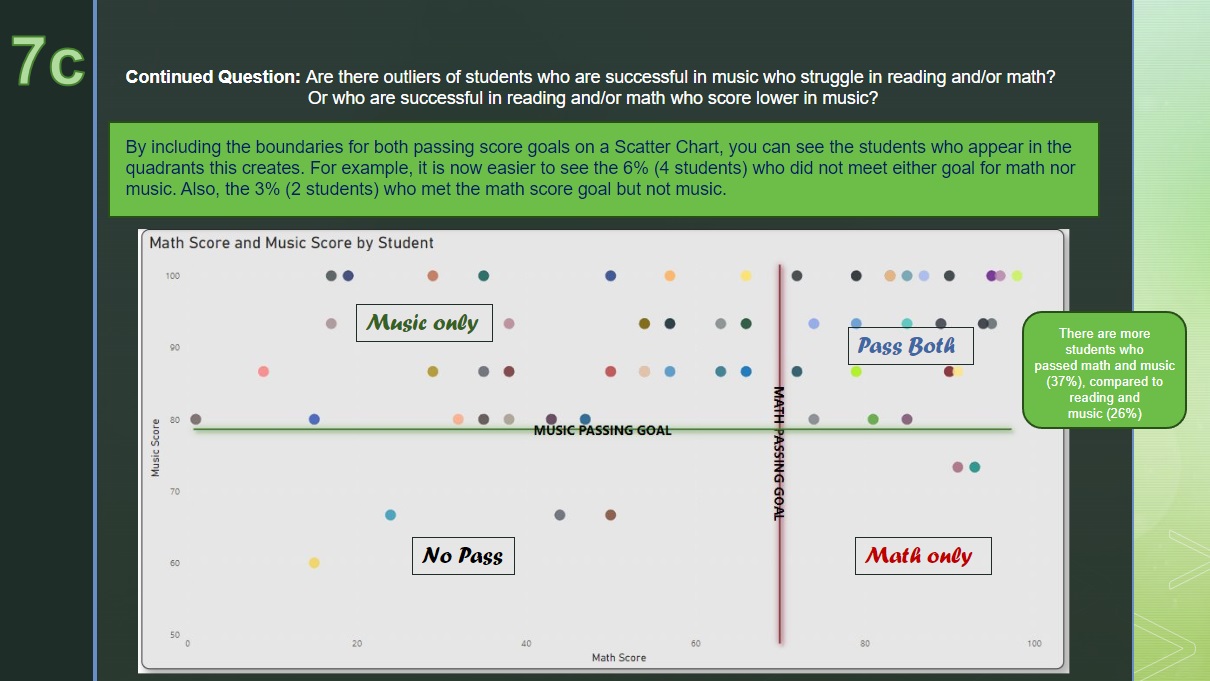 7c
Continued Question: Are there outliers of students who are successful in music who struggle in reading and/or math?
Or who are successful in reading and/or math who score lower in music?
By including the boundaries for both passing score goals on a Scatter Chart, you can see the students who appear in the
quadrants this creates. For example, it is now easier to see the 6% (4 students) who did not meet either goal for math nor
music. Also, the 3% (2 students) who met the math score goal but not music.
Math Score and Music Score by Student
100
90
80
70
60
50
Music Score
Music only
Pass Both
MUSIC PASSING GOAL
MATH PASSING GOAL
No Pass
Math only
0
20
40
60
80
100
Math Score
There are more
students who
passed math and music
(37%), compared to
reading and
music (26%)